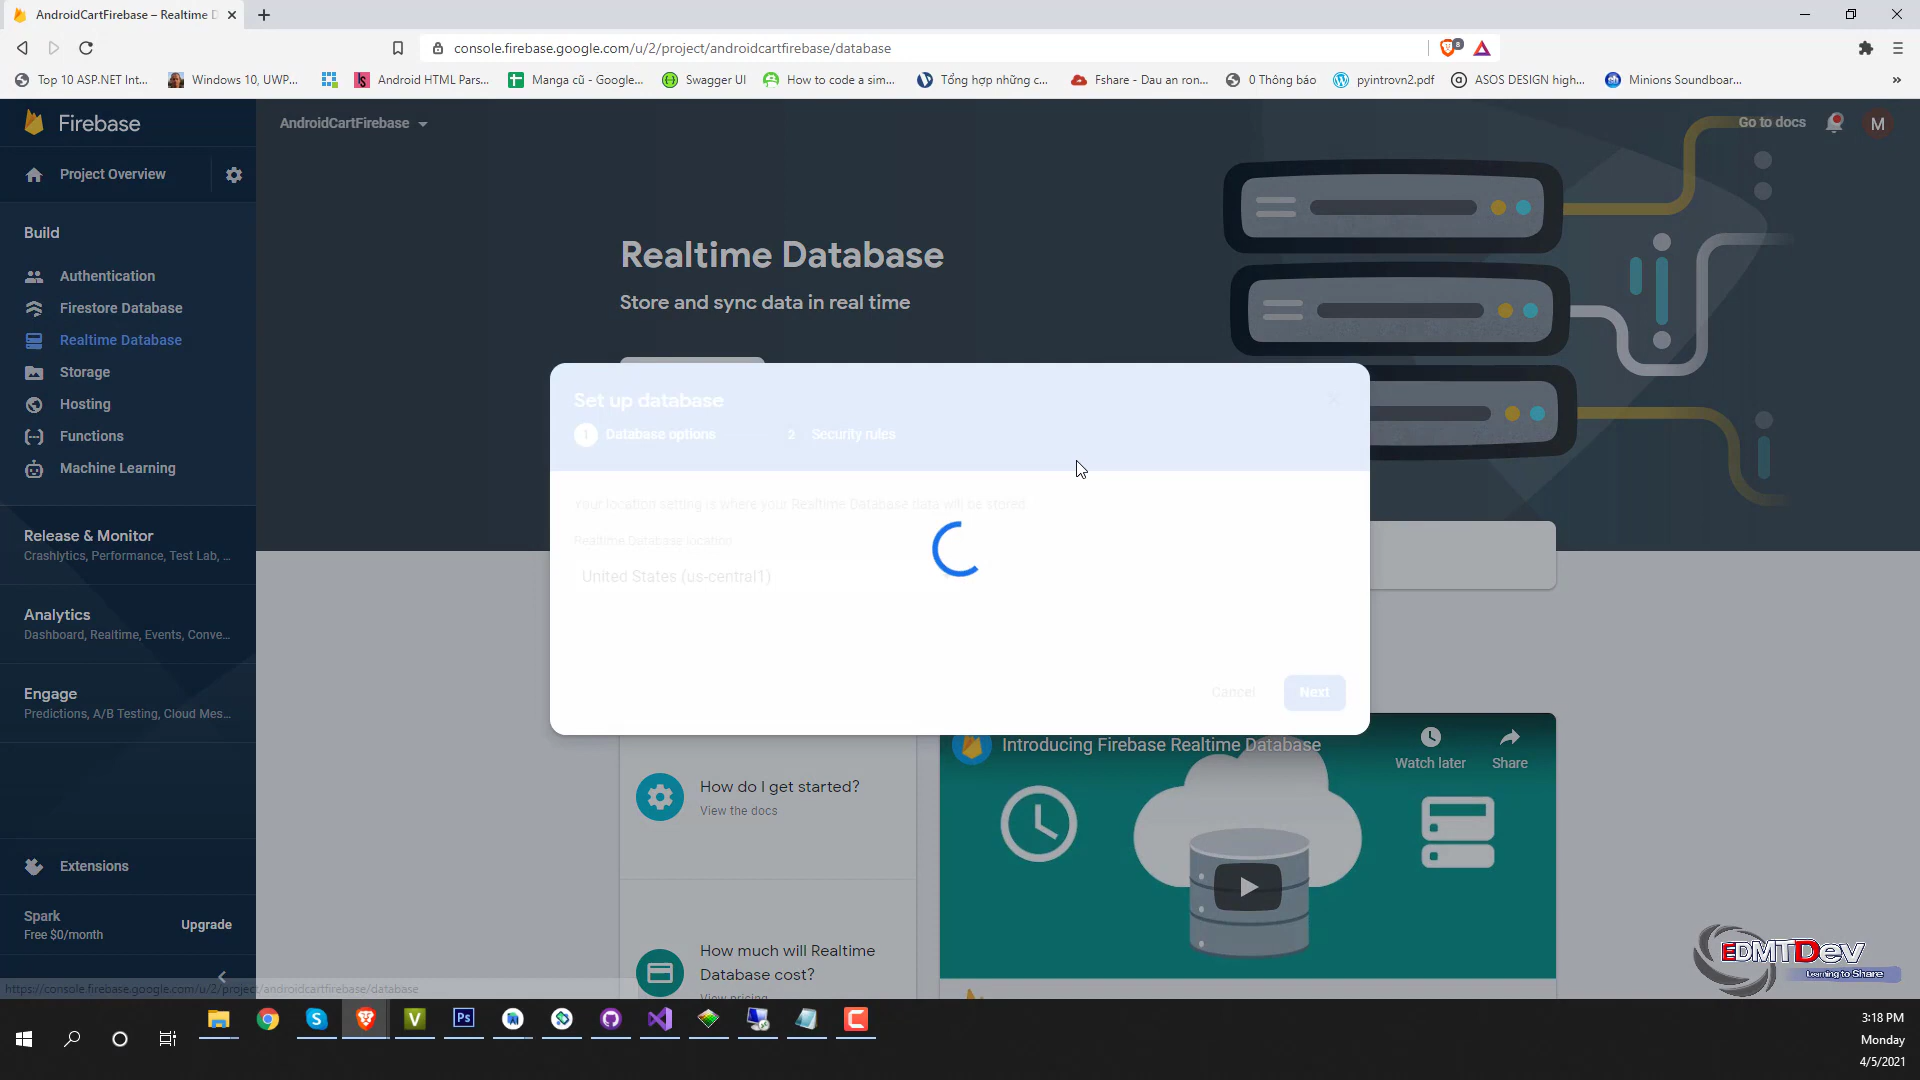 AndroidCartFirebase – Realtime D
console.firebase.google.com/u/2/project/androidcartfirebase/database
8
Top 10 ASP.NET Int...
Windows 10, UWP...
Android HTML Pars...
Manga cũ - Google...
Swagger UI
How to code a sim...
Tổng hợp những c...
Fshare - Dau an ron...
0 Thông báo
pyintrovn2.pdf
ASOS DESIGN high...
Minions Soundboar...
»
Firebase
AndroidCartFirebase
Go to docs
M
Project Overview
Build
Authentication
Firestore Database
Realtime Database
Storage
Hosting
Functions
Machine Learning
Release & Monitor
Crashlytics, Performance, Test Lab, ...
Analytics
Dashboard, Realtime, Events, Conve...
Engage
Predictions, A/B Testing, Cloud Mes...
Extensions
Spark
Free $0/month
Upgrade
Realtime Database
Store and sync data in real time
Set up database
1 Database options
2 Security rules
Your location setting is where your Realtime Database data will be stored.
Realtime Database location
United States (us-central1)
Cancel
Next
How do I get started?
View the docs
How much will Realtime
Database cost?
View pricing
Introducing Firebase Realtime Database
Watch later
Share
EDMTDev
Learning to Share
https://console.firebase.google.com/u/2/project/androidcartfirebase/database
3:18 PM
Monday
4/5/2021